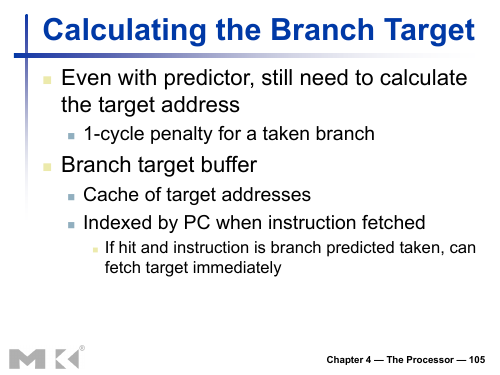 Calculating the Branch Target
Even with predictor, still need to calculate
the target address
1-cycle penalty for a taken branch
Branch target buffer
Cache of target addresses
Indexed by PC when instruction fetched
If hit and instruction is branch predicted taken, can
fetch target immediately
MK®
Chapter 4 — The Processor — 105